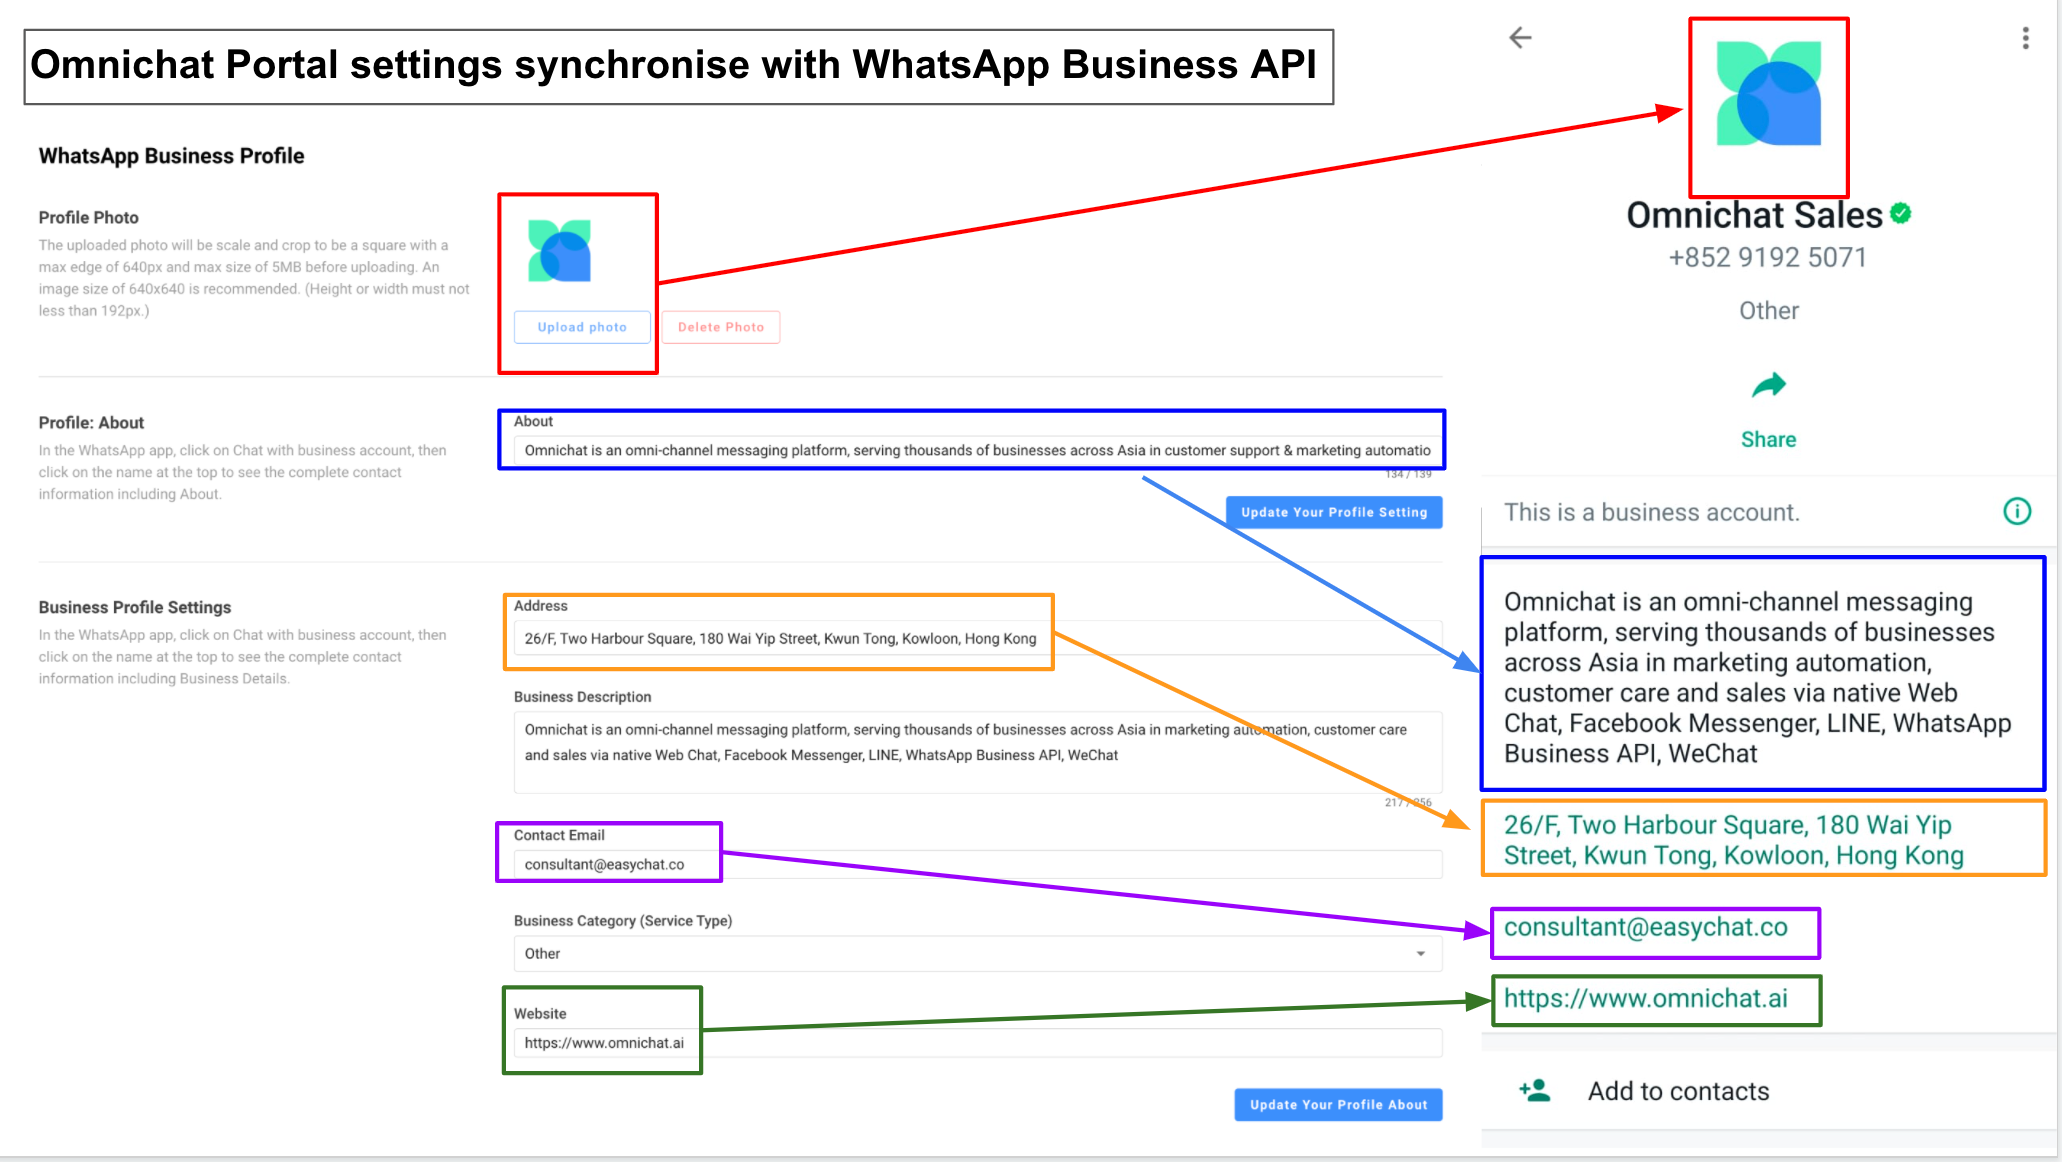 Omnichat Portal settings synchronise with WhatsApp Business API
WhatsApp Business Profile
Profile Photo
The uploaded photo will be scale and crop to be a square with a
max edge of 640px and max size of 5MB before uploading. An
image size of 640x640 is recommended. (Height or width must not
less than 192px.)
Upload photo
Delete Photo
Profile: About
In the WhatsApp app, click on Chat with business account, then
click on the name at the top to see the complete contact
information including About.
About
Omnichat is an omni-channel messaging platform, serving thousands of businesses across Asia in customer support & marketing automatio
134 / 139
Update Your Profile Setting
Business Profile Settings
In the WhatsApp app, click on Chat with business account, then
click on the name at the top to see the complete contact
information including Business Details.
Address
26/F, Two Harbour Square, 180 Wai Yip Street, Kwun Tong, Kowloon, Hong Kong
Business Description
Omnichat is an omni-channel messaging platform, serving thousands of businesses across Asia in marketing automation, customer care
and sales via native Web Chat, Facebook Messenger, LINE, WhatsApp Business API, WeChat
217 / 256
Contact Email
consultant@easychat.co
Business Category (Service Type)
Other
Website
https://www.omnichat.ai
Update Your Profile About
Omnichat Sales
+852 9192 5071
Other
Share
This is a business account.
Omnichat is an omni-channel messaging
platform, serving thousands of businesses
across Asia in marketing automation,
customer care and sales via native Web
Chat, Facebook Messenger, LINE, WhatsApp
Business API, WeChat
26/F, Two Harbour Square, 180 Wai Yip
Street, Kwun Tong, Kowloon, Hong Kong
consultant@easychat.co
https://www.omnichat.ai
Add to contacts